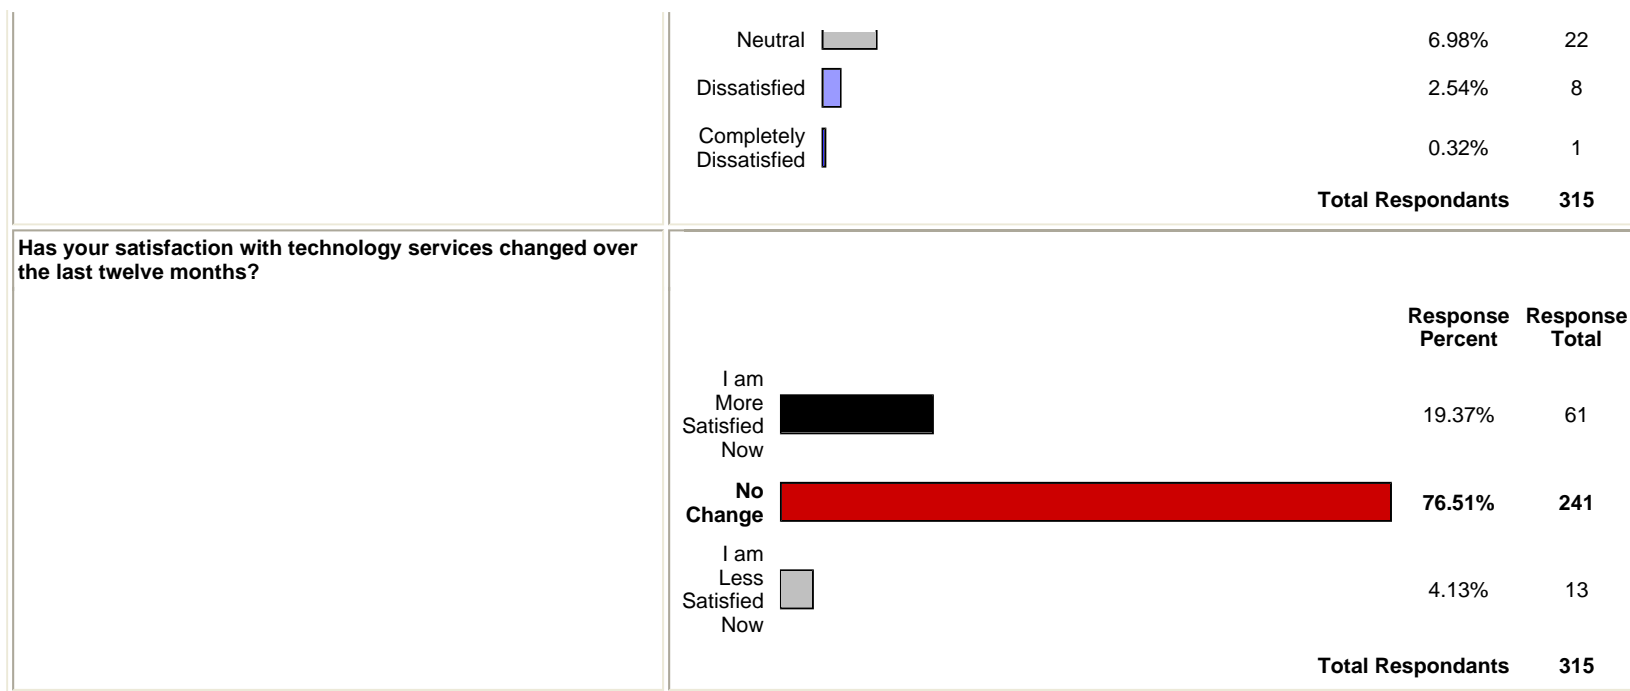 Neutral 6.98% 22
Dissatisfied 2.54% 8
Completely
Dissatisfied 0.32% 1
Total Respondants 315
Has your satisfaction with technology services changed over
the last twelve months?
Response Response
Percent Total
I am
More
Satisfied
Now 19.37% 61
No
Change 76.51% 241
I am
Less
Satisfied
Now 4.13% 13
Total Respondants 315